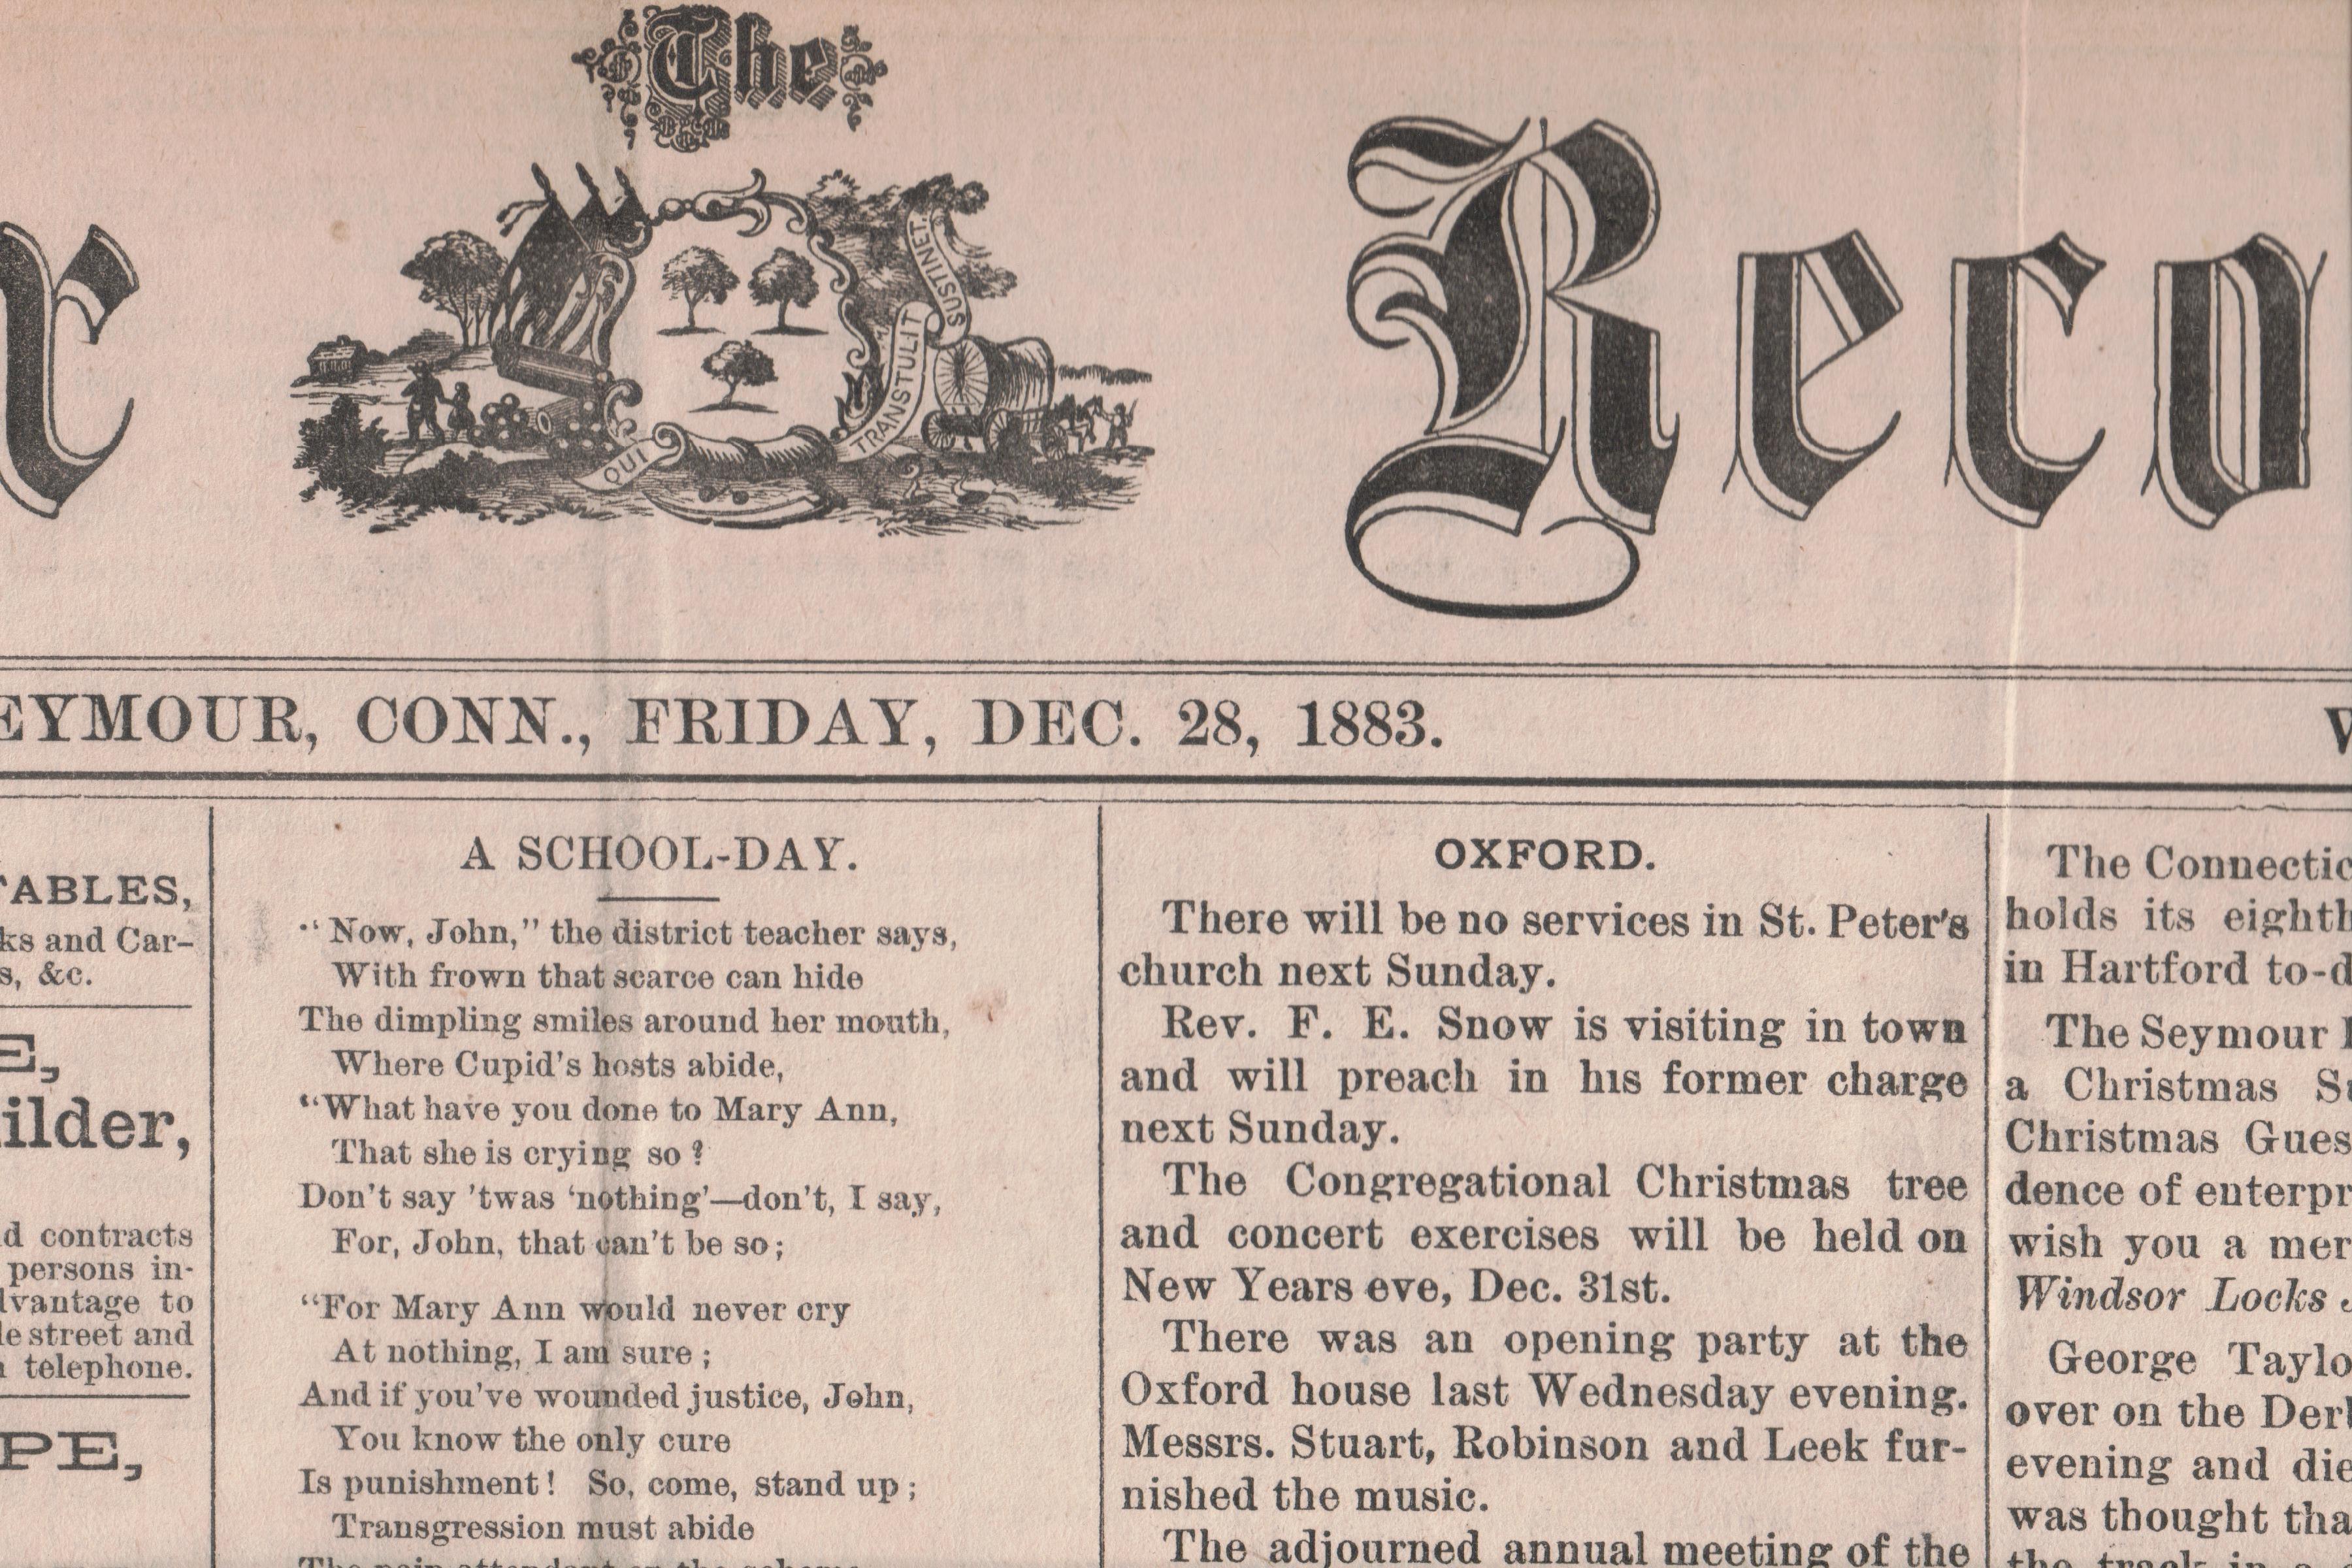 The
r
Reco
SUSTINET.
TRANSTULIT
QUI
EYMOUR, CONN., FRIDAY, DEC. 28, 1883.
TABLES,
ks and Car-
s, &c.
E,
ilder,
d contracts
persons in-
dvantage to
le street and
telephone.
PE,
A SCHOOL-DAY.
"Now, John," the district teacher says,
With frown that scarce can hide
The dimpling smiles around her mouth,
Where Cupid's hosts abide,
"What have you done to Mary Ann,
That she is crying so?
Don't say 'twas 'nothing'—don't, I say,
For, John, that can't be so;
"For Mary Ann would never cry
At nothing, I am sure;
And if you've wounded justice, John,
You know the only cure
Is punishment! So, come, stand up;
Transgression must abide
OXFORD.
There will be no services in St. Peter's
church next Sunday.
Rev. F. E. Snow is visiting in town
and will preach in his former charge
next Sunday.
The Congregational Christmas tree
and concert exercises will be held on
New Years eve, Dec. 31st.
There was an opening party at the
Oxford house last Wednesday evening.
Messrs. Stuart, Robinson and Leek fur-
nished the music.
The adjourned annual meeting of the
The Connectic
holds its eighth
in Hartford to-d
The Seymour
a Christmas
Christmas Gues
dence of enterpr
wish you a mer
Windsor Locks
George Taylo
over on the Der
evening and die
was thought tha